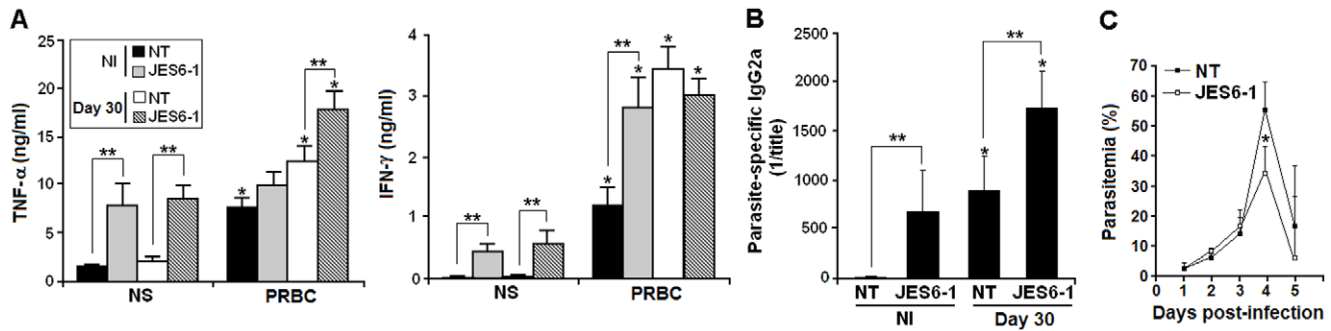 A
TNF-α (ng/ml)
25
20
15
10
5
0
NI
NT
JES6-1
Day 30
NT
JES6-1
**
**
*
*
**
*
NS
PRBC
IFN-γ (ng/ml)
4
3
2
1
0
**
**
*
**
*
*
*
NS
PRBC
B
Parasite-specific IgG2a
(1/title)
2500
2000
1500
1000
500
0
**
*
**
*
NT JES6-1 NT JES6-1
NI Day 30
C
NT
JES6-1
Parasitemia (%)
70
60
50
40
30
20
10
0
*
0 1 2 3 4 5
Days post-infection